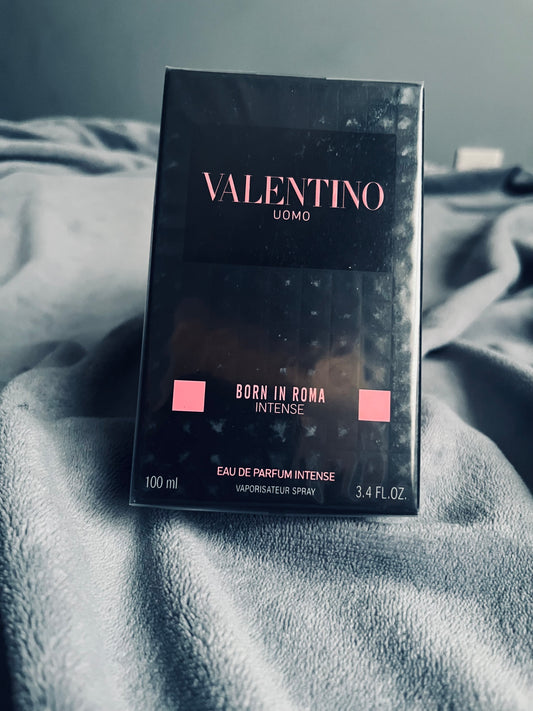 VALENTINO
UOMO
BORN IN ROMA
INTENSE
EAU DE PARFUM INTENSE
100 ml VAPORISATEUR SPRAY 3.4 FL.OZ.